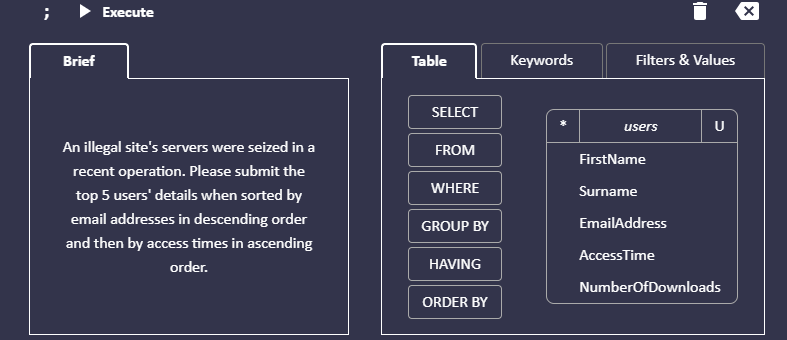 ; Execute
Brief
Table Keywords Filters & Values
An illegal site's servers were seized in a
recent operation. Please submit the
top 5 users' details when sorted by
email addresses in descending order
and then by access times in ascending
order.
SELECT
FROM
WHERE
GROUP BY
HAVING
ORDER BY
* users U
FirstName
Surname
EmailAddress
AccessTime
NumberOfDownloads